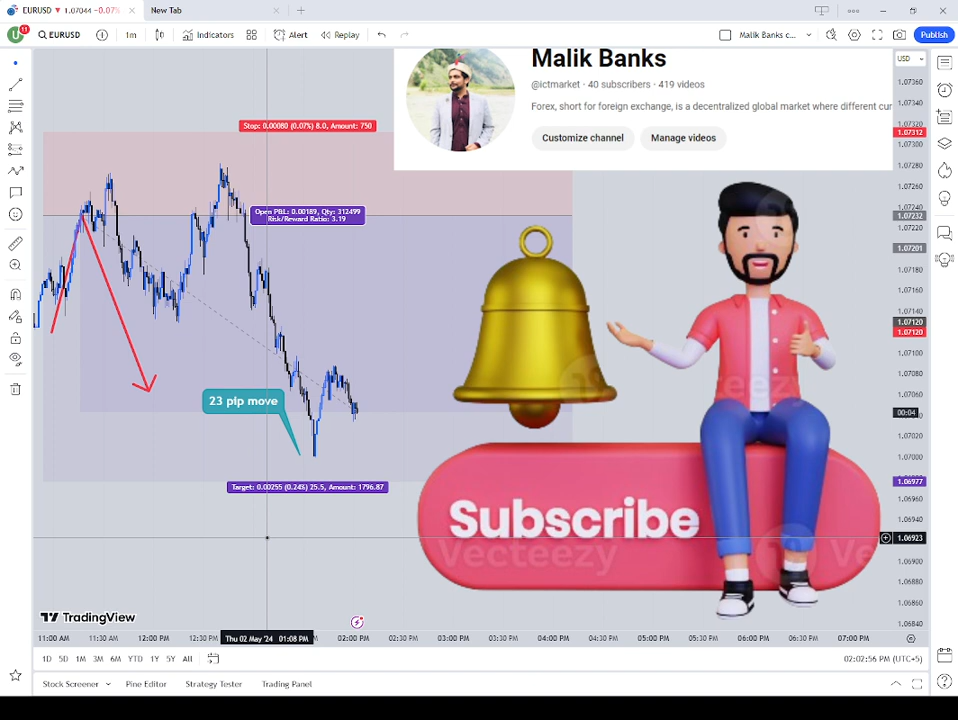 EURUSD ▼ 1.07044 −0.07%
New Tab
U 11
EURUSD
1m
Indicators
Alert
Replay
Malik Banks c...
Publish
Malik Banks
@ictmarket · 40 subscribers · 419 videos
Forex, short for foreign exchange, is a decentralized global market where different cur
Customize channel
Manage videos
USD
1.07360
1.07340
1.07320
1.07312
1.07300
1.07280
1.07260
1.07240
1.07232
1.07220
1.07201
1.07180
1.07160
1.07140
1.07120
1.07120
1.07100
1.07080
1.07060
00:04
1.07020
1.07000
1.06977
1.06960
1.06940
1.06923
1.06900
1.06880
1.06860
1.06840
Stop: 0.00080 (0.07%) 8.0, Amount: 750
Open P&L: 0.00189, Qty: 312499
Risk/Reward Ratio: 3.19
23 pip move
Target: 0.00255 (0.24%) 25.5, Amount: 1796.87
Subscribe
Vecteezy
TradingView
11:00 AM
11:30 AM
12:00 PM
12:30 PM
Thu 02 May '24 01:08 PM
02:00 PM
02:30 PM
03:00 PM
03:30 PM
04:00 PM
04:30 PM
05:00 PM
05:30 PM
06:00 PM
06:30 PM
07:00 PM
1D 5D 1M 3M 6M YTD 1Y 5Y All
02:02:56 PM (UTC+5)
Stock Screener
Pine Editor
Strategy Tester
Trading Panel